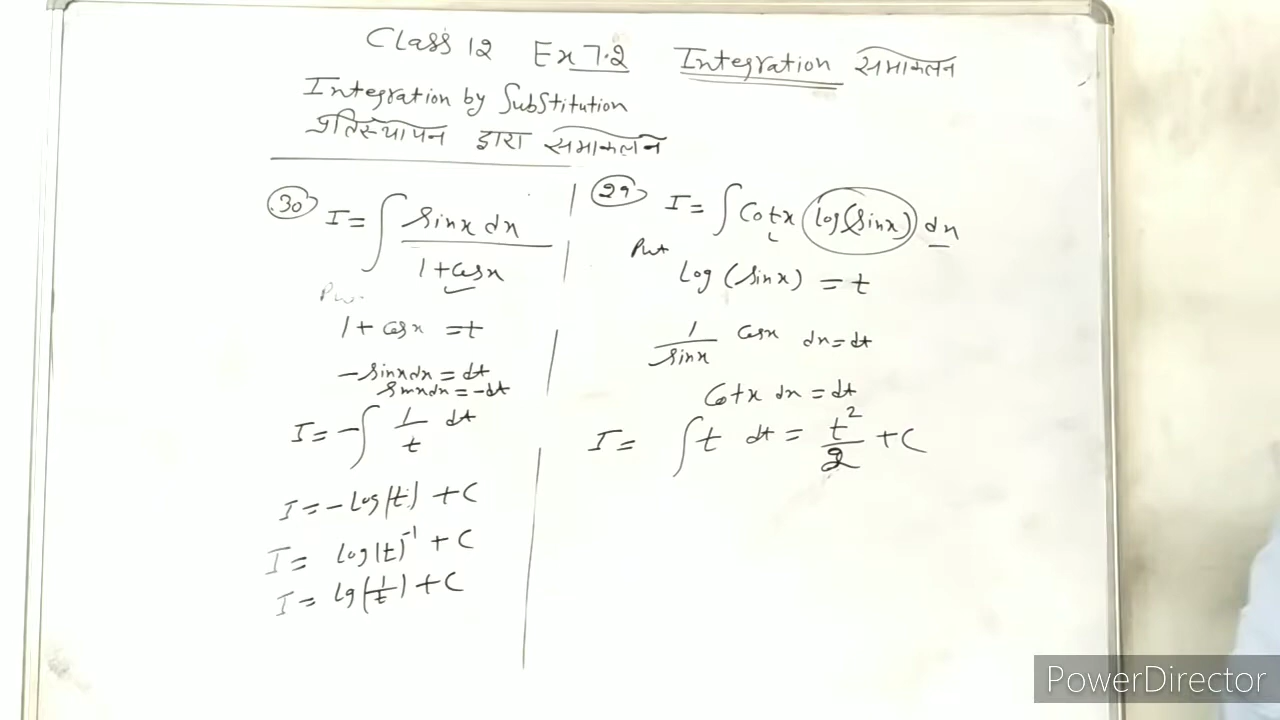 Class 12 Ex 7.2 Integration समाकलन
Integration by Substitution
प्रतिस्थापन द्वारा समाकलन
30 I = ∫ sinx dx / 1+cosx
Put
1 + cosx = t
-sinx dx = dt
sinx dx = -dt
I = -∫ 1/t dt
I = -log|t| + C
I = log|t|⁻¹ + C
I = log|1/t| + C
29 I = ∫ Cotx log(sinx) dx
Put
log (sinx) = t
1/sinx cosx dx = dt
Cotx dx = dt
I = ∫ t dt = t²/2 + C
PowerDirector